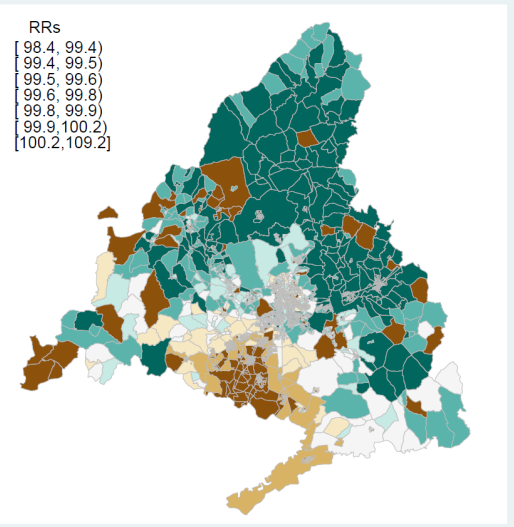 RRs
[ 98.4, 99.4)
[ 99.4, 99.5)
[ 99.5, 99.6)
[ 99.6, 99.8)
[ 99.8, 99.9)
[ 99.9,100.2)
[100.2,109.2]